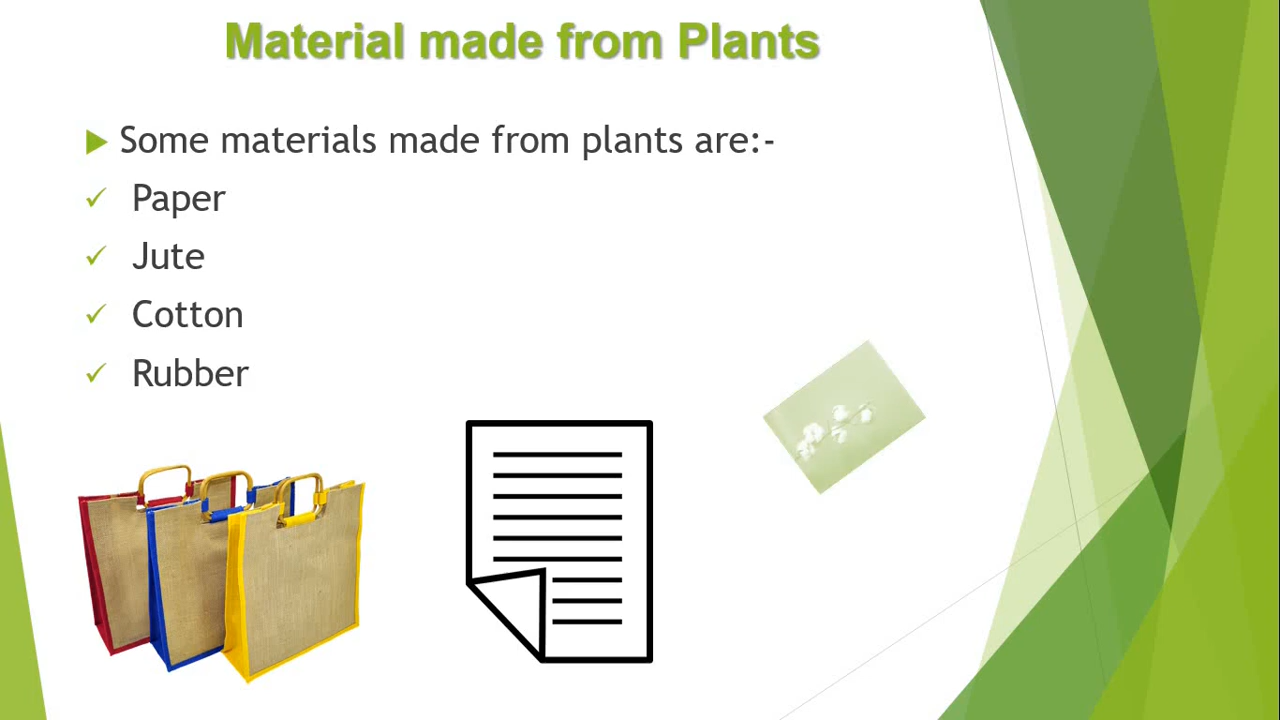 Material made from Plants
Some materials made from plants are:-
Paper
Jute
Cotton
Rubber